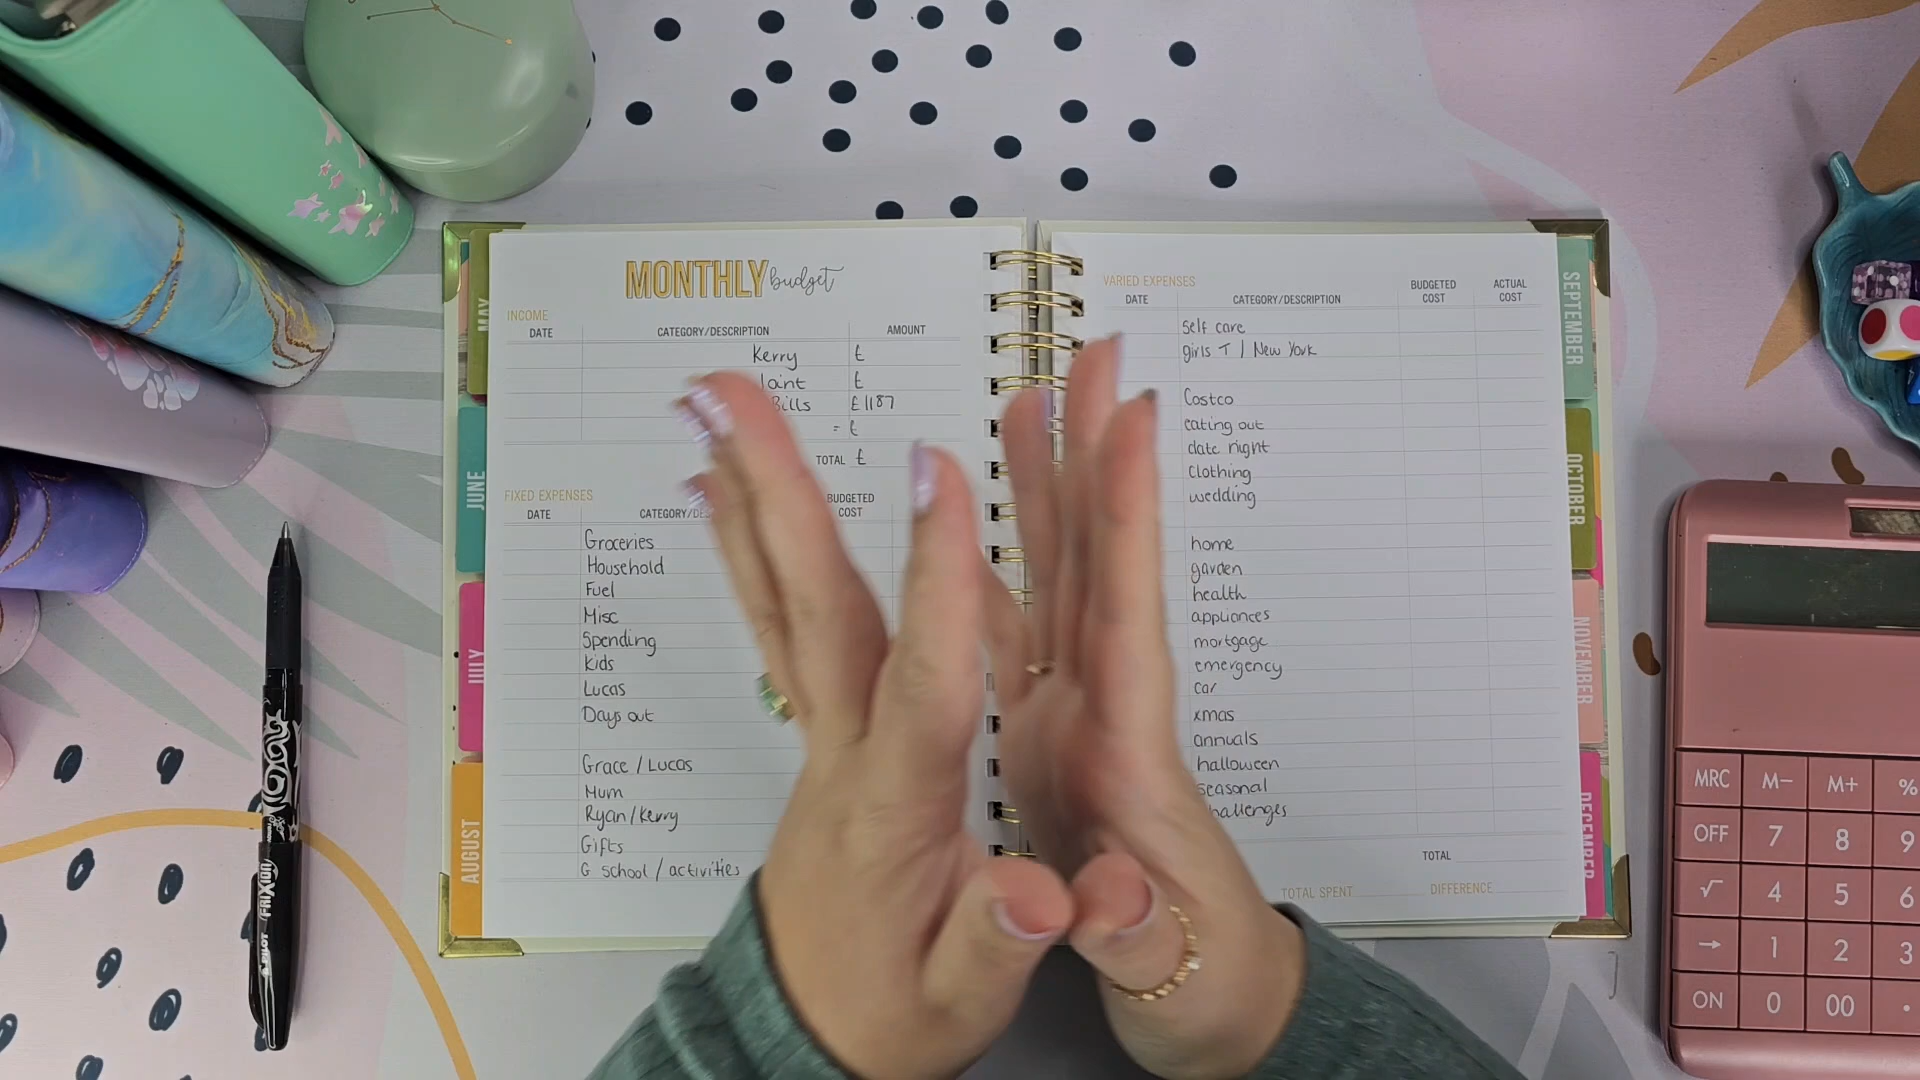 MONTHLY budget
INCOME
DATE CATEGORY/DESCRIPTION AMOUNT
Kerry £
Joint £
Bills £1187
= £
TOTAL £
FIXED EXPENSES
DATE BUDGETED COST
Groceries
Household
Fuel
Misc
Spending
kids
Lucas
Days out
Grace / Lucas
Mum
Ryan/Kerry
Gifts
G school / activities
VARIED EXPENSES
DATE CATEGORY/DESCRIPTION BUDGETED COST ACTUAL COST
Self care
girls T | New York
Costco
eating out
date night
clothing
wedding
home
garden
health
appliances
mortgage
emergency
car
xmas
annuals
halloween
seasonal
challenges
TOTAL
TOTAL SPENT DIFFERENCE
MAY
JUNE
JULY
AUGUST
SEPTEMBER
OCTOBER
NOVEMBER
DECEMBER
FRIXION
PILOT
MRC M− M+ %
OFF 7 8 9
√ 4 5 6
→ 1 2 3
ON 0 00 •